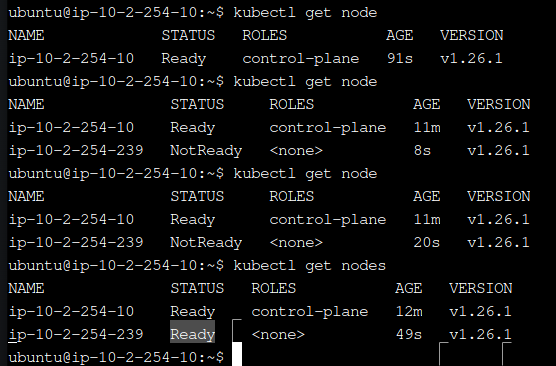 ubuntu@ip-10-2-254-10:~$ kubectl get node
NAME STATUS ROLES AGE VERSION
ip-10-2-254-10 Ready control-plane 91s v1.26.1
ubuntu@ip-10-2-254-10:~$ kubectl get node
NAME STATUS ROLES AGE VERSION
ip-10-2-254-10 Ready control-plane 11m v1.26.1
ip-10-2-254-239 NotReady <none> 8s v1.26.1
ubuntu@ip-10-2-254-10:~$ kubectl get node
NAME STATUS ROLES AGE VERSION
ip-10-2-254-10 Ready control-plane 11m v1.26.1
ip-10-2-254-239 NotReady <none> 20s v1.26.1
ubuntu@ip-10-2-254-10:~$ kubectl get nodes
NAME STATUS ROLES AGE VERSION
ip-10-2-254-10 Ready control-plane 12m v1.26.1
ip-10-2-254-239 Ready <none> 49s v1.26.1
ubuntu@ip-10-2-254-10:~$